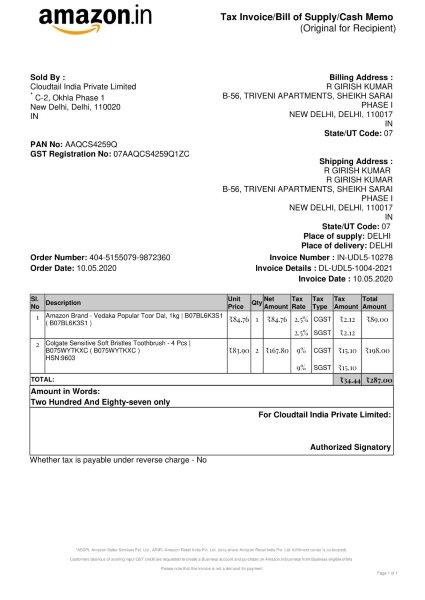 amazon.in
Tax Invoice/Bill of Supply/Cash Memo
(Original for Recipient)
Sold By :
Cloudtail India Private Limited
* C-2, Okhla Phase 1
New Delhi, Delhi, 110020
IN
PAN No: AAQCS4259Q
GST Registration No: 07AAQCS4259Q1ZC
Billing Address :
R GIRISH KUMAR
B-56, TRIVENI APARTMENTS, SHEIKH SARAI
PHASE I
NEW DELHI, DELHI, 110017
IN
State/UT Code: 07
Shipping Address :
R GIRISH KUMAR
R GIRISH KUMAR
B-56, TRIVENI APARTMENTS, SHEIKH SARAI
PHASE I
NEW DELHI, DELHI, 110017
IN
State/UT Code: 07
Place of supply: DELHI
Place of delivery: DELHI
Order Number: 404-5155079-9872360
Order Date: 10.05.2020
Invoice Number : IN-UDL5-10278
Invoice Details : DL-UDL5-1004-2021
Invoice Date : 10.05.2020
Sl. No Description Unit Price Qty Net Amount Tax Rate Tax Type Tax Amount Total Amount
1 Amazon Brand - Vedaka Popular Toor Dal, 1kg | B07BL6K3S1 ₹84.76 1 ₹84.76 2.5% CGST ₹2.12 ₹89.00
( B07BL6K3S1 )
2.5% SGST ₹2.12
2 Colgate Sensitive Soft Bristles Toothbrush - 4 Pcs | ₹83.90 2 ₹167.80 9% CGST ₹15.10 ₹198.00
B075WYTKXC ( B075WYTKXC )
HSN:9603
9% SGST ₹15.10
TOTAL: ₹34.44 ₹287.00
Amount in Words:
Two Hundred And Eighty-seven only
For Cloudtail India Private Limited:
Authorized Signatory
Whether tax is payable under reverse charge - No
Please note that this invoice is not a demand for payment
Page 1 of 1